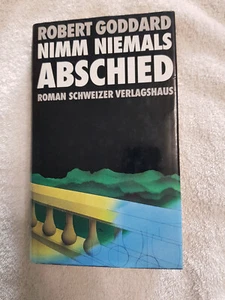 ROBERT GODDARD
NIMM NIEMALS
ABSCHIED
ROMAN SCHWEIZER VERLAGSHAUS